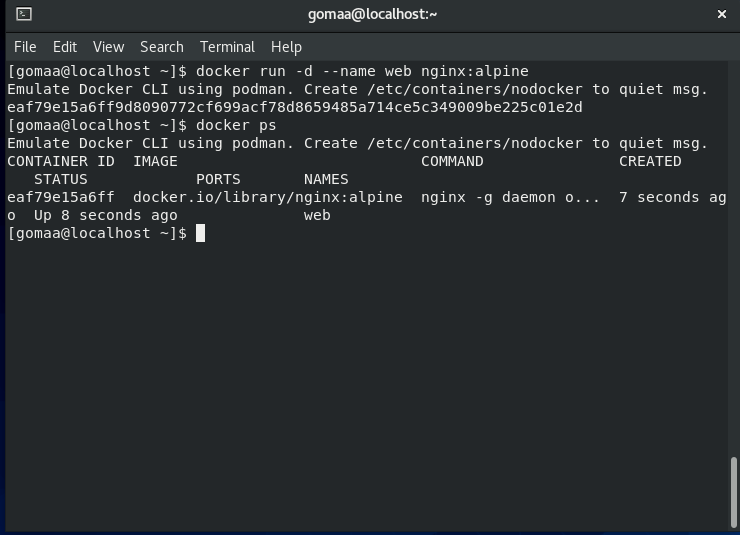 gomaa@localhost:~
File Edit View Search Terminal Help
[gomaa@localhost ~]$ docker run -d --name web nginx:alpine
Emulate Docker CLI using podman. Create /etc/containers/nodocker to quiet msg.
eaf79e15a6ff9d8090772cf699acf78d8659485a714ce5c349009be225c01e2d
[gomaa@localhost ~]$ docker ps
Emulate Docker CLI using podman. Create /etc/containers/nodocker to quiet msg.
CONTAINER ID  IMAGE                           COMMAND               CREATED
   STATUS            PORTS       NAMES
eaf79e15a6ff  docker.io/library/nginx:alpine  nginx -g daemon o...  7 seconds ag
o  Up 8 seconds ago              web
[gomaa@localhost ~]$